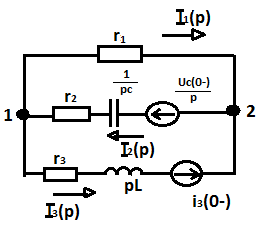 I₁(p)
r₁
1
pc
Uc(0-)
p
r₂
1
2
I₂(p)
r₃
pL
I₃(p)
i₃(0-)